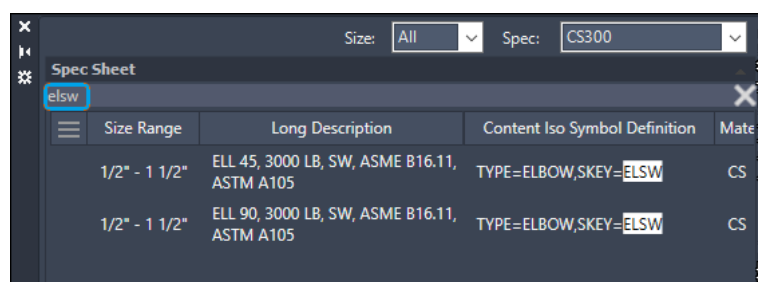 Size: All Spec: CS300
Spec Sheet
elsw
Size Range Long Description Content Iso Symbol Definition Mate
1/2" - 1 1/2" ELL 45, 3000 LB, SW, ASME B16.11, TYPE=ELBOW,SKEY=ELSW CS
ASTM A105
1/2" - 1 1/2" ELL 90, 3000 LB, SW, ASME B16.11, TYPE=ELBOW,SKEY=ELSW CS
ASTM A105